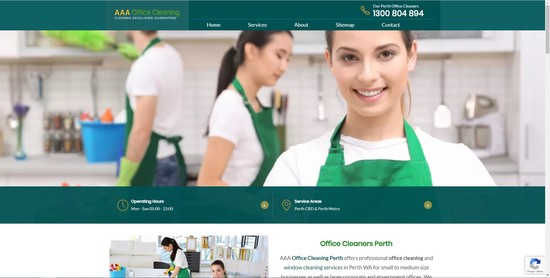 AAA Office Cleaning
CLEANING EXCELLENCE GUARANTEED
Our Perth Office Cleaners
1300 804 894
Home Services About Sitemap Contact
Operating Hours
Mon - Sun 01:00 - 23:00
Service Areas
Perth CBD & Perth Metro
Office Cleaners Perth
AAA Office Cleaning Perth offers professional office cleaning and
window cleaning services in Perth WA for small to medium size
businesses as well as large corporate and government offices. We